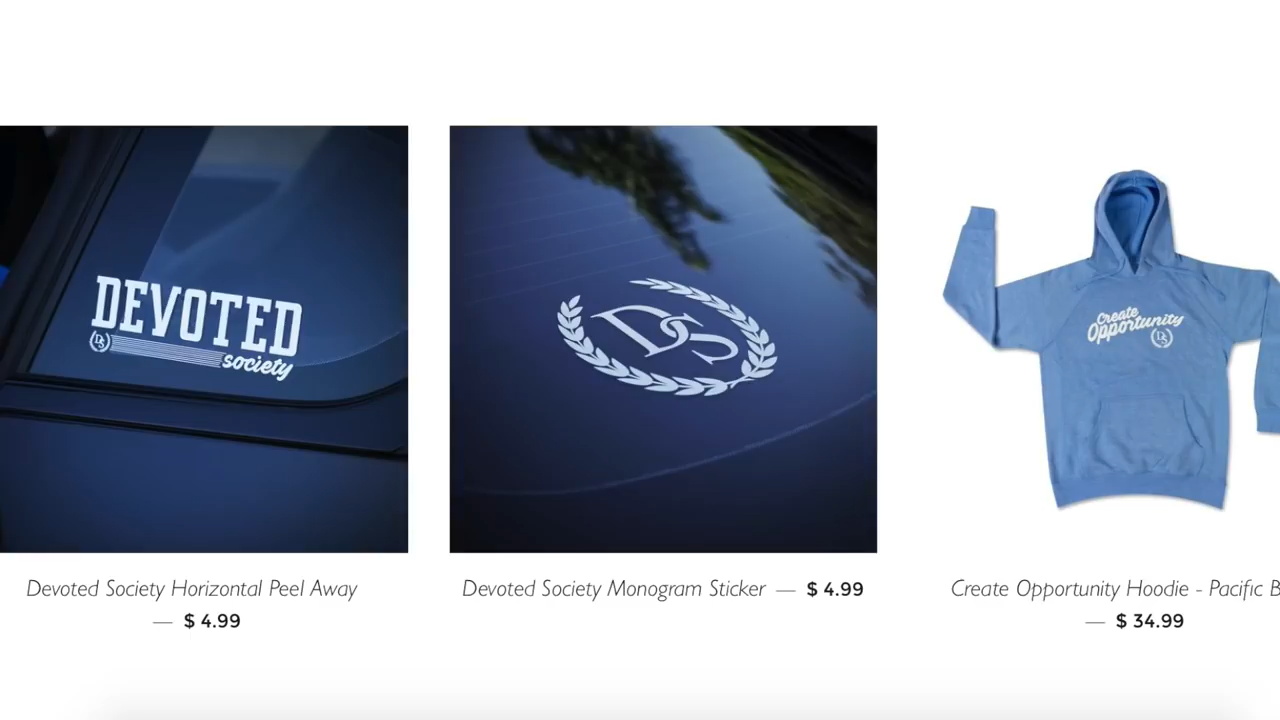 DEVOTED
DS
society
DS
Create
Opportunity
DS
Devoted Society Horizontal Peel Away
— $ 4.99
Devoted Society Monogram Sticker — $ 4.99
Create Opportunity Hoodie - Pacific B
— $ 34.99